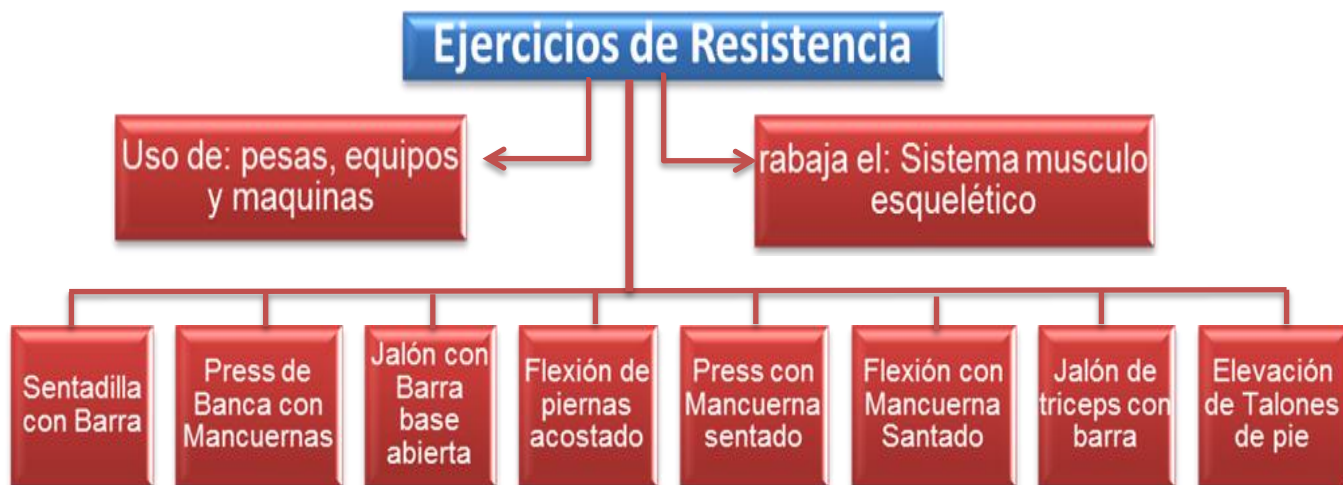 Ejercicios de Resistencia
Uso de: pesas, equipos
y maquinas
rabaja el: Sistema musculo
esquelético
Sentadilla
con Barra
Press de
Banca con
Mancuernas
Jalón con
Barra
base
abierta
Flexión de
piernas
acostado
Press con
Mancuerna
sentado
Flexión con
Mancuerna
Santado
Jalón de
triceps con
barra
Elevación
de Talones
de pie